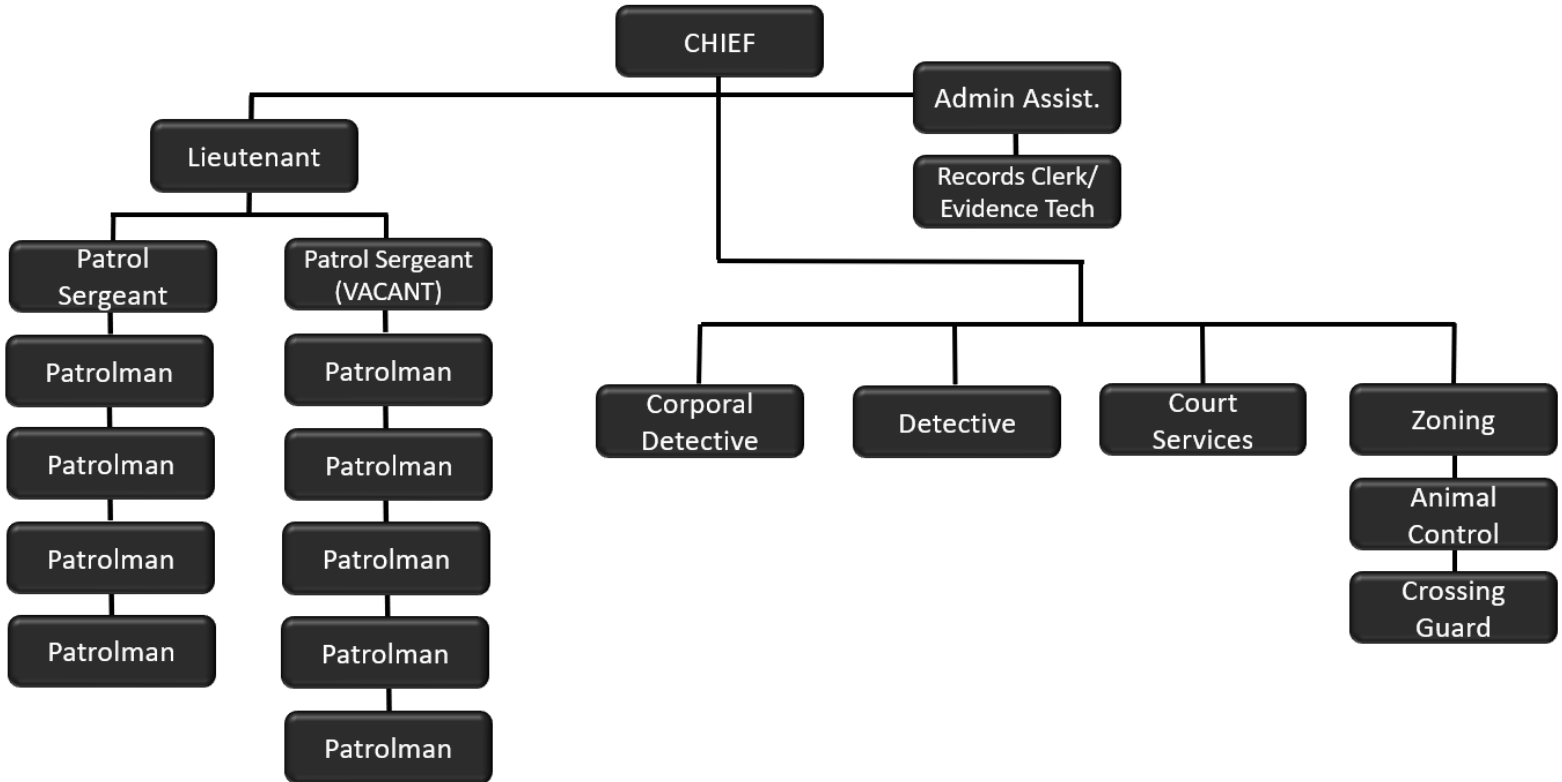 CHIEF
Admin Assist.
Lieutenant
Records Clerk/
Evidence Tech
Patrol
Sergeant
Patrolman
Patrolman
Patrolman
Patrolman
Patrol Sergeant
(VACANT)
Patrolman
Patrolman
Patrolman
Patrolman
Patrolman
Corporal
Detective
Detective
Court
Services
Zoning
Animal
Control
Crossing
Guard